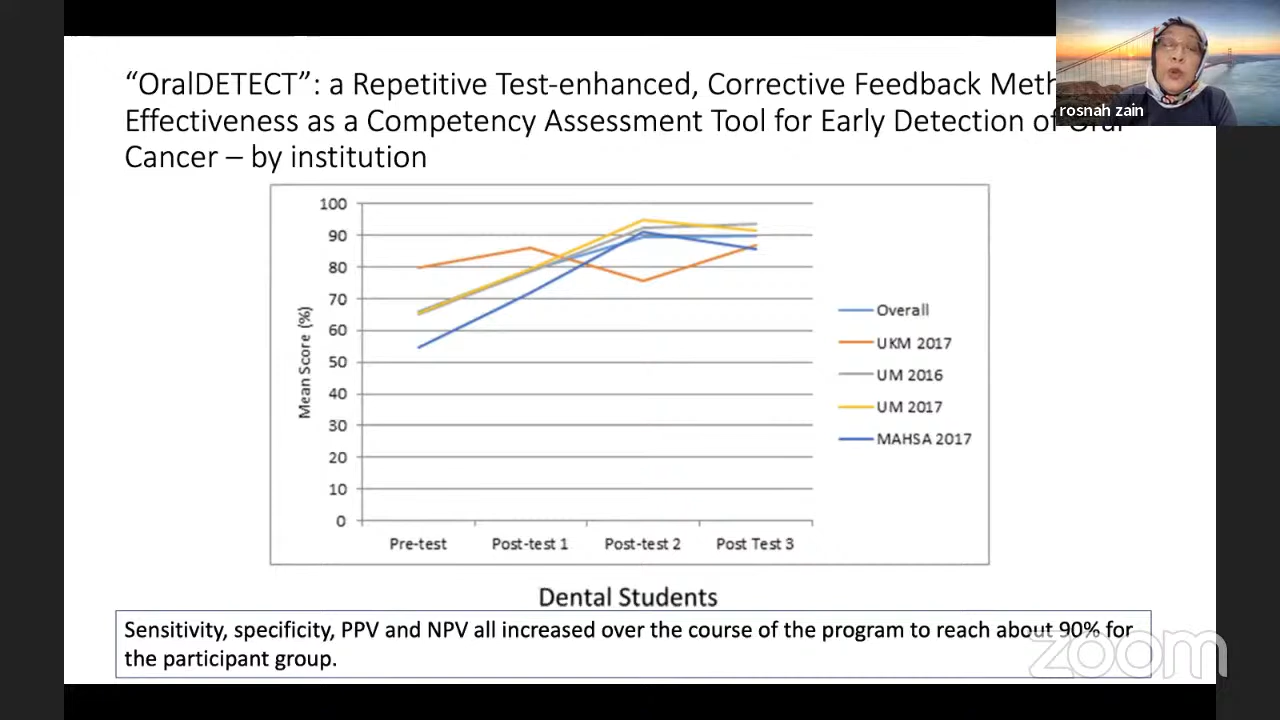 “OralDETECT”: a Repetitive Test-enhanced, Corrective Feedback
Effectiveness as a Competency Assessment Tool for Early Detection of Oral
Cancer – by institution
rosnah zain
100
90
80
70
60
50
40
30
20
10
0
Mean Score (%)
Pre-test
Post-test 1
Post-test 2
Post Test 3
Overall
UKM 2017
UM 2016
UM 2017
MAHSA 2017
Dental Students
Sensitivity, specificity, PPV and NPV all increased over the course of the program to reach about 90% for
the participant group.
zoom